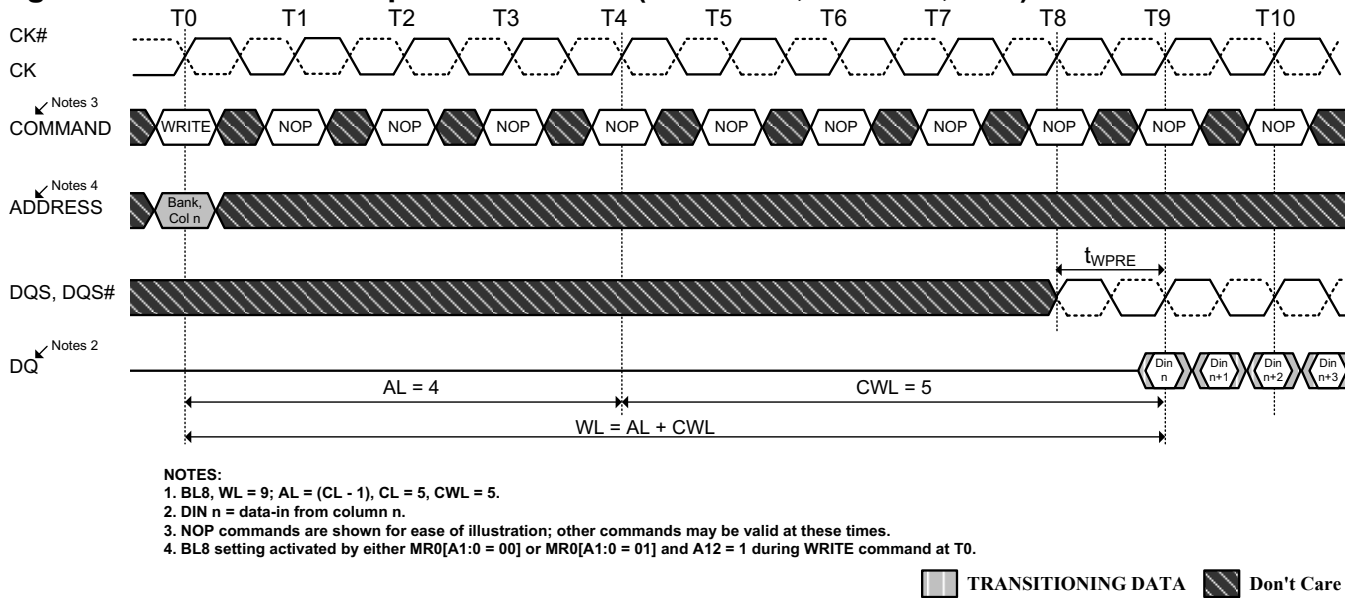 T0 T1 T2 T3 T4 T5 T6 T7 T8 T9 T10
CK#
CK
Notes 3
COMMAND
WRITE NOP NOP NOP NOP NOP NOP NOP NOP NOP NOP
Notes 4
ADDRESS
Bank,
Col n
tWPRE
DQS, DQS#
Notes 2
DQ
Din Din Din Din
n n+1 n+2 n+3
AL = 4 CWL = 5
WL = AL + CWL
NOTES:
1. BL8, WL = 9; AL = (CL - 1), CL = 5, CWL = 5.
2. DIN n = data-in from column n.
3. NOP commands are shown for ease of illustration; other commands may be valid at these times.
4. BL8 setting activated by either MR0[A1:0 = 00] or MR0[A1:0 = 01] and A12 = 1 during WRITE command at T0.
TRANSITIONING DATA Don't Care